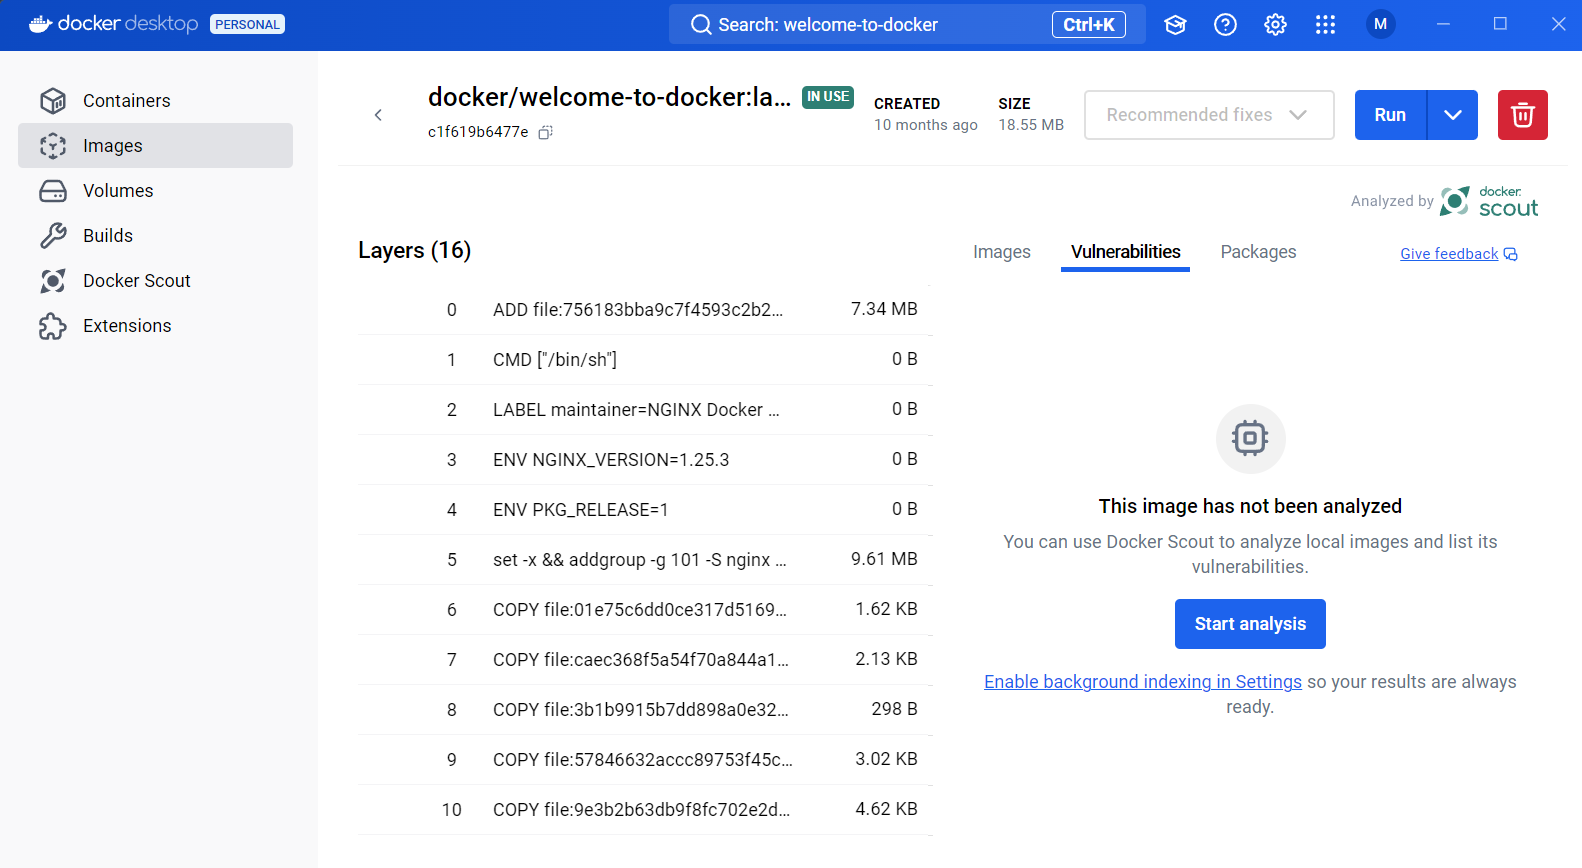 docker desktop PERSONAL
Search: welcome-to-docker Ctrl+K
M
Containers
Images
Volumes
Builds
Docker Scout
Extensions
docker/welcome-to-docker:la... IN USE
c1f619b6477e
CREATED
10 months ago
SIZE
18.55 MB
Recommended fixes
Run
Analyzed by docker. scout
Layers (16)
0 ADD file:756183bba9c7f4593c2b2... 7.34 MB
1 CMD ["/bin/sh"] 0 B
2 LABEL maintainer=NGINX Docker ... 0 B
3 ENV NGINX_VERSION=1.25.3 0 B
4 ENV PKG_RELEASE=1 0 B
5 set -x && addgroup -g 101 -S nginx ... 9.61 MB
6 COPY file:01e75c6dd0ce317d5169... 1.62 KB
7 COPY file:caec368f5a54f70a844a1... 2.13 KB
8 COPY file:3b1b9915b7dd898a0e32... 298 B
9 COPY file:57846632accc89753f45c... 3.02 KB
10 COPY file:9e3b2b63db9f8fc702e2d... 4.62 KB
Images Vulnerabilities Packages Give feedback
This image has not been analyzed
You can use Docker Scout to analyze local images and list its
vulnerabilities.
Start analysis
Enable background indexing in Settings so your results are always
ready.